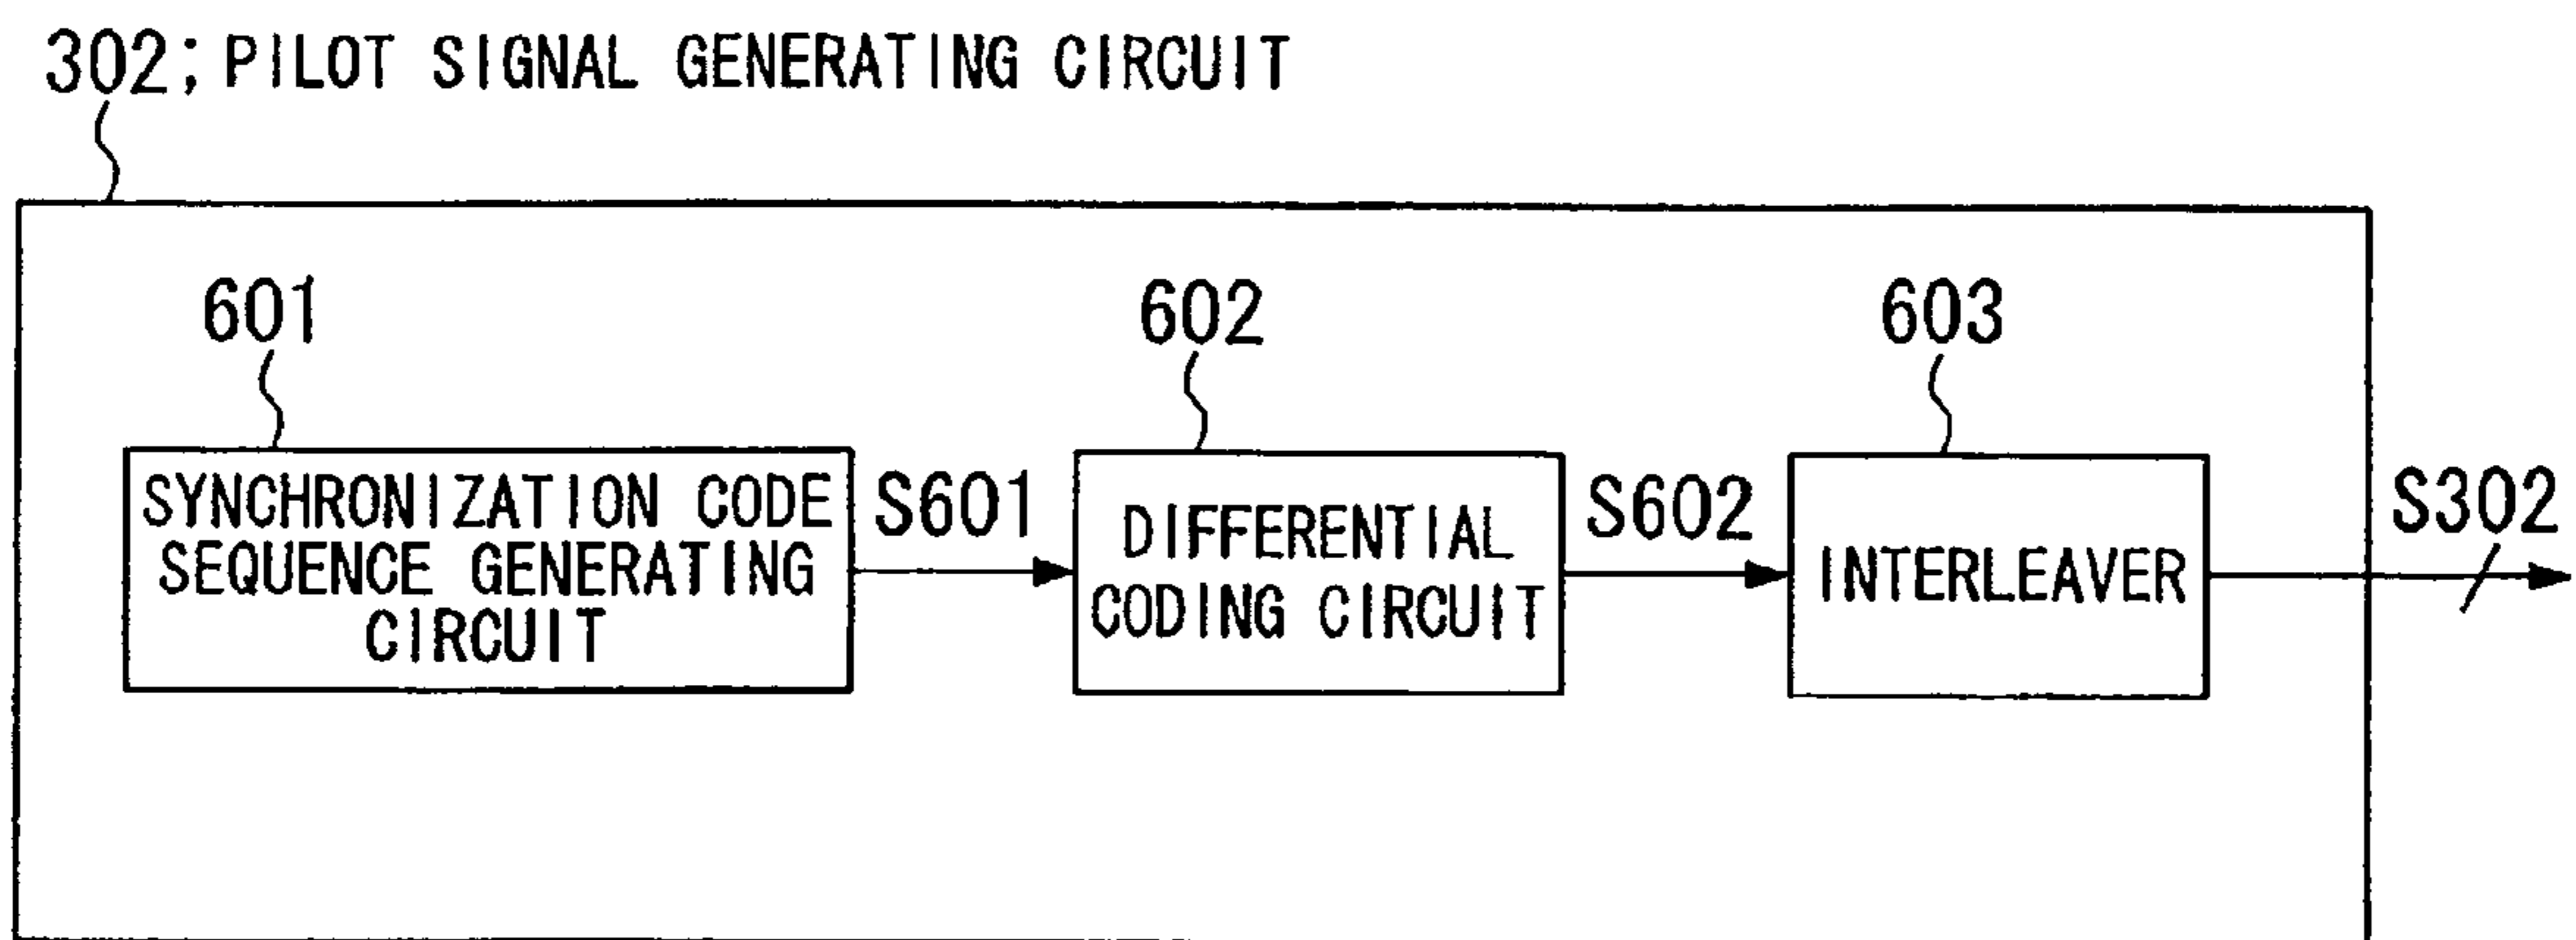 302; PILOT SIGNAL GENERATING CIRCUIT
601
602
603
SYNCHRONIZATION CODE
SEQUENCE GENERATING
CIRCUIT
S601
DIFFERENTIAL
CODING CIRCUIT
S602
INTERLEAVER
S302